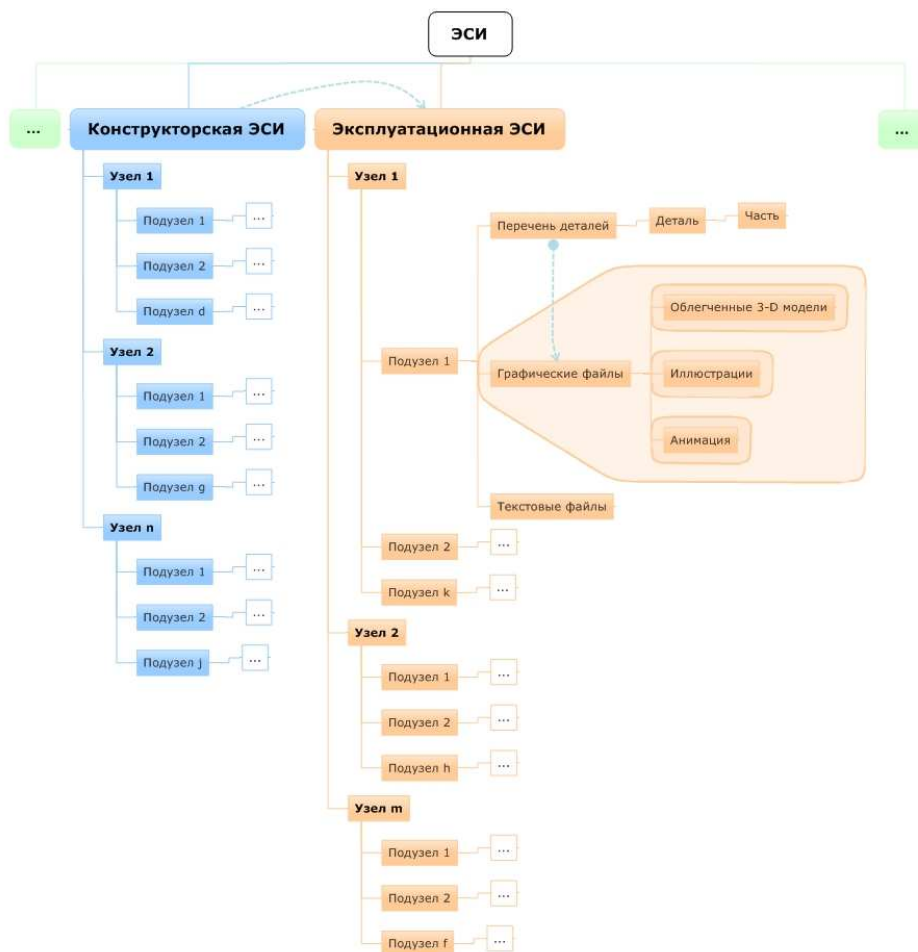 ЭСИ
...
Конструкторская ЭСИ
Эксплуатационная ЭСИ
...
Узел 1
Подузел 1
...
Подузел 2
...
Подузел d
...
Узел 2
Подузел 1
...
Подузел 2
...
Подузел g
...
Узел n
Подузел 1
...
Подузел 2
...
Подузел j
...
Узел 1
Подузел 1
Перечень деталей
Деталь
Часть
Графические файлы
Облегченные 3-D модели
Иллюстрации
Анимация
Текстовые файлы
Подузел 2
...
Подузел k
...
Узел 2
Подузел 1
...
Подузел 2
...
Подузел h
...
Узел m
Подузел 1
...
Подузел 2
...
Подузел f
...